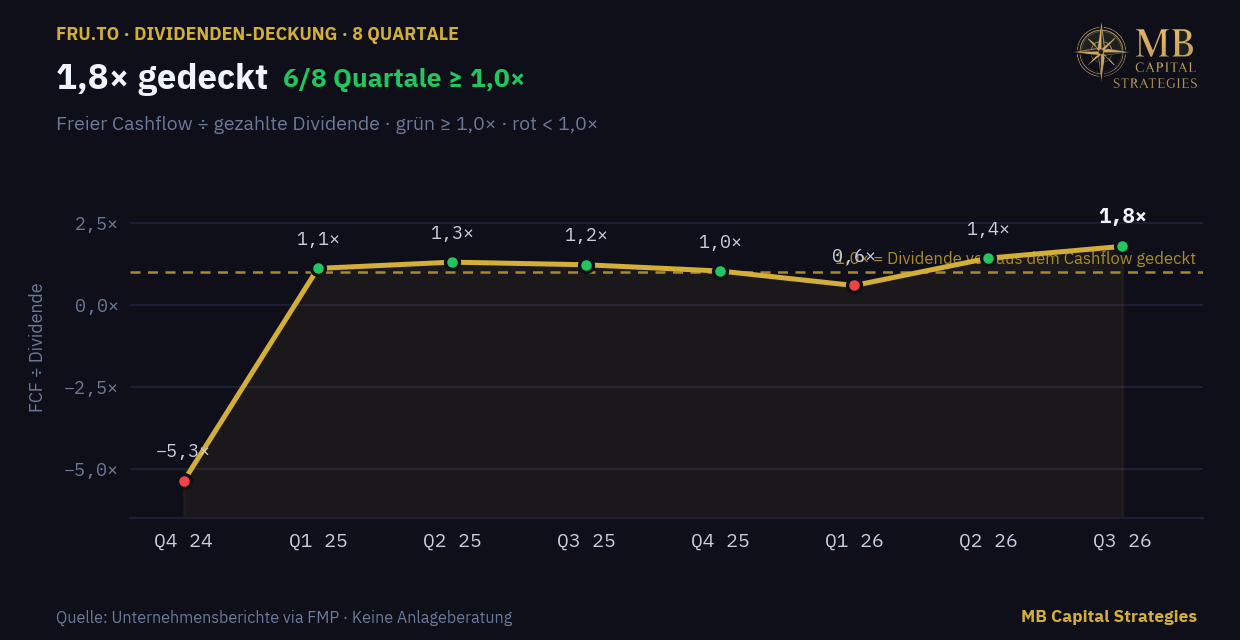 FRU.TO · DIVIDENDEN-DECKUNG · 8 QUARTALE
MB
CAPITAL
STRATEGIES
1,8× gedeckt 6/8 Quartale ≥ 1,0×
Freier Cashflow ÷ gezahlte Dividende · grün ≥ 1,0× · rot < 1,0×
FCF ÷ Dividende
2,5×
0,0×
−2,5×
−5,0×
−5,3×
1,1×
1,3×
1,2×
1,0×
0,6×
1,4×
1,8×
= Dividende aus dem Cashflow gedeckt
Q4 24
Q1 25
Q2 25
Q3 25
Q4 25
Q1 26
Q2 26
Q3 26
Quelle: Unternehmensberichte via FMP · Keine Anlageberatung
MB Capital Strategies